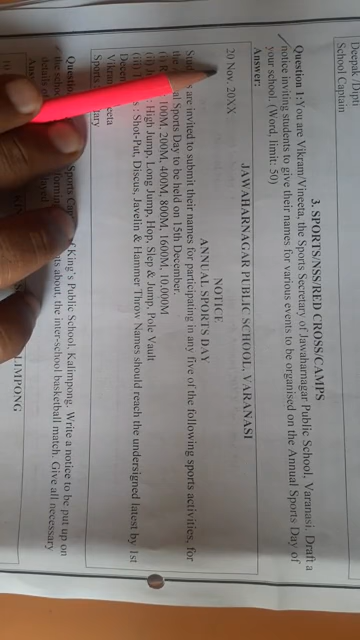 Deepak /Dipti
School Captain
3. SPORTS/NSS/RED CROSS/CAMPS
Question 1: You are Vikram/Vineeta, the Sports Secretary of Jawaharnagar Public School, Varanasi. Draft a
notice inviting students to give their names for various events to be organised on the Annual Sports Day of
your school. (Word, limit: 50)
Answer:
JAWAHARNAGAR PUBLIC SCHOOL, VARANASI
NOTICE
20 Nov, 20XX
ANNUAL SPORTS DAY
are invited to submit their names for participating in any five of the following sports activities, for
the Sports Day to be held on 15th December.
(i) 100M, 200M, 400M, 800M, 1600M, 10,000M
(ii) : High Jump, Long Jump, Hop, Step & Jump, Pole Vault
(iii) : Shot-Put, Discus, Javelin & Hammer Throw Names should reach the undersigned latest by 1st
Decem
Vikram
Sports
King's Public School, Kalimpong. Write a notice to be put up on
the about, the inter-school basketball match. Give all necessary
details